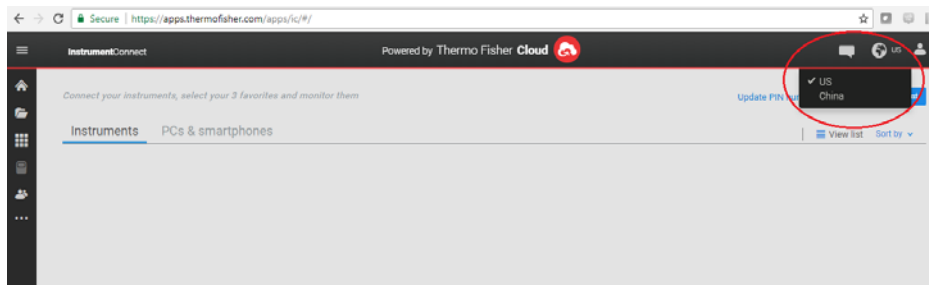 Secure | https://apps.thermofisher.com/apps/ic/#/
InstrumentConnect
Powered by Thermo Fisher Cloud
US
✔ US
China
Connect your instruments, select your 3 favorites and monitor them
Update PIN
Instruments
PCs & smartphones
View list
Sort by